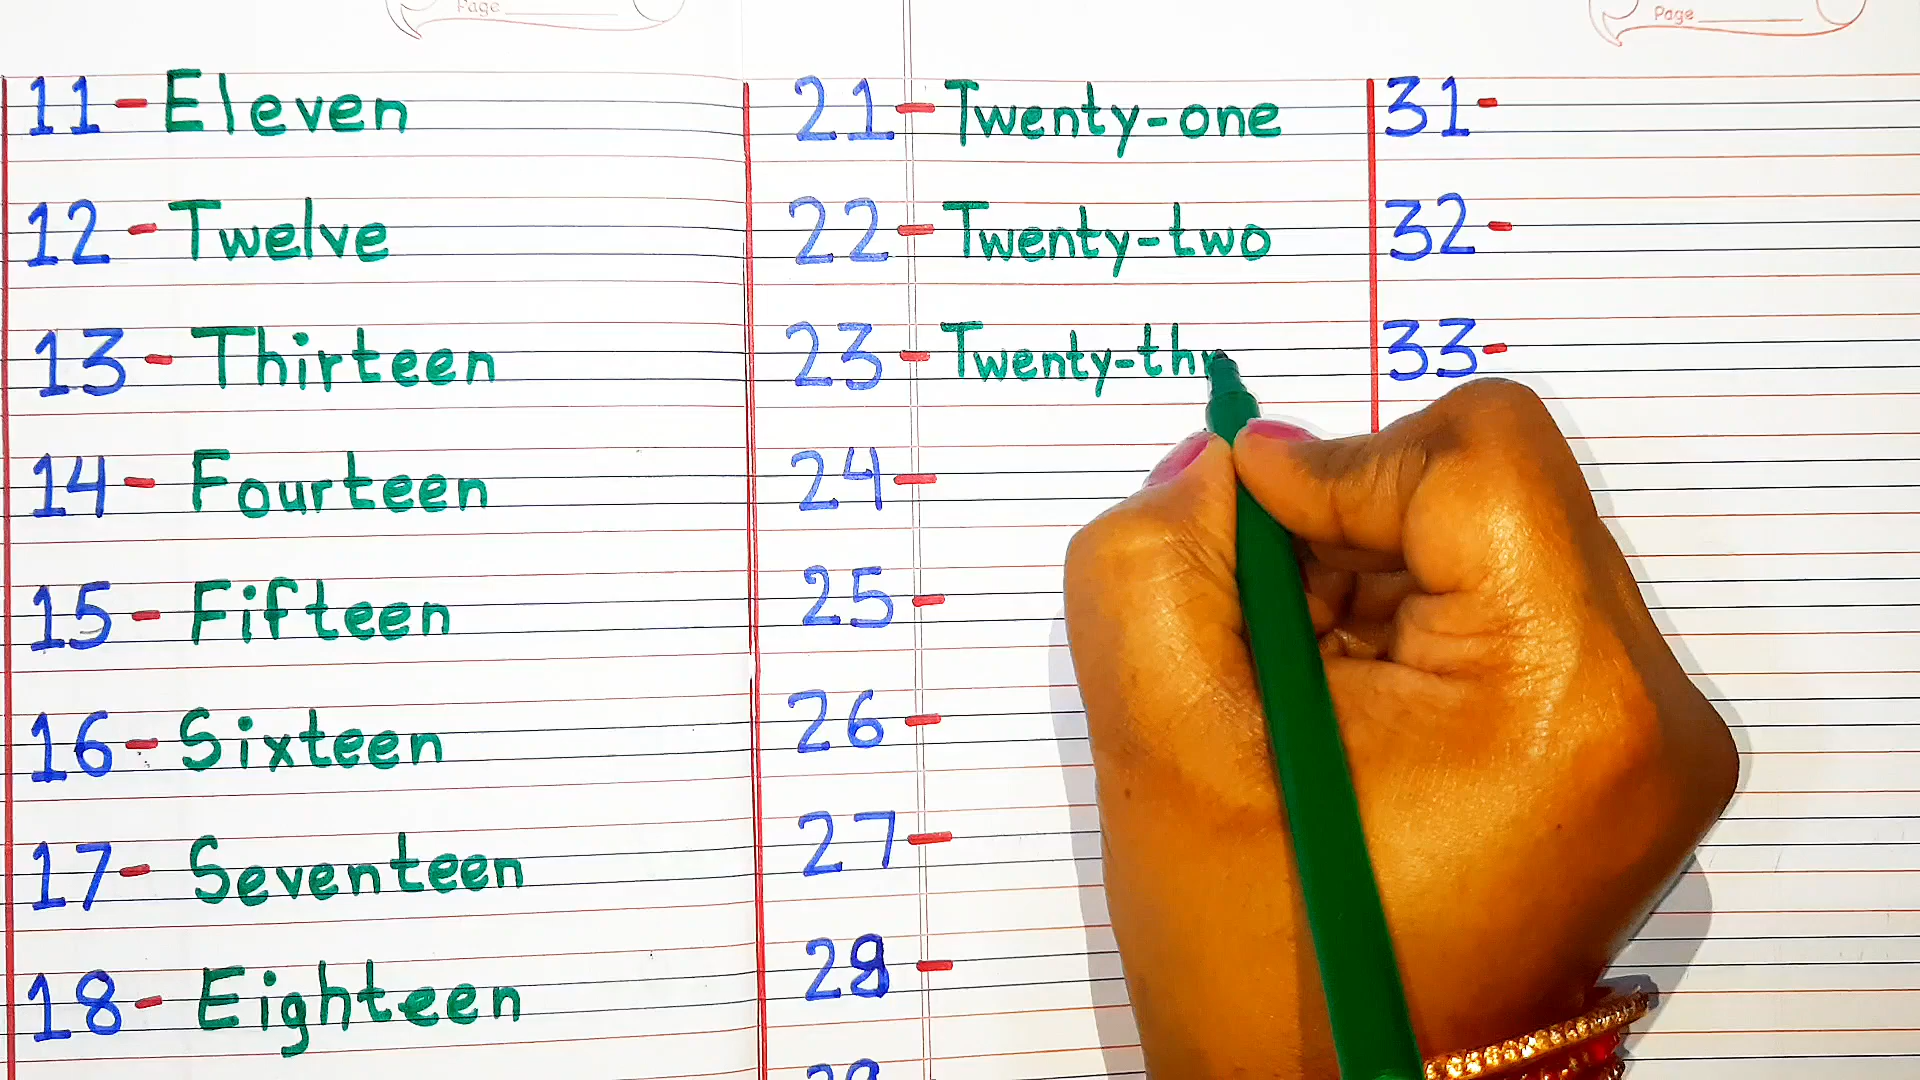 Page
Page
11 - Eleven
12 - Twelve
13 - Thirteen
14 - Fourteen
15 - Fifteen
16 - Sixteen
17 - Seventeen
18 - Eighteen
21 - Twenty-one
22 - Twenty-two
23 - Twenty-thr
24 -
25 -
26 -
27 -
28 -
31 -
32 -
33 -